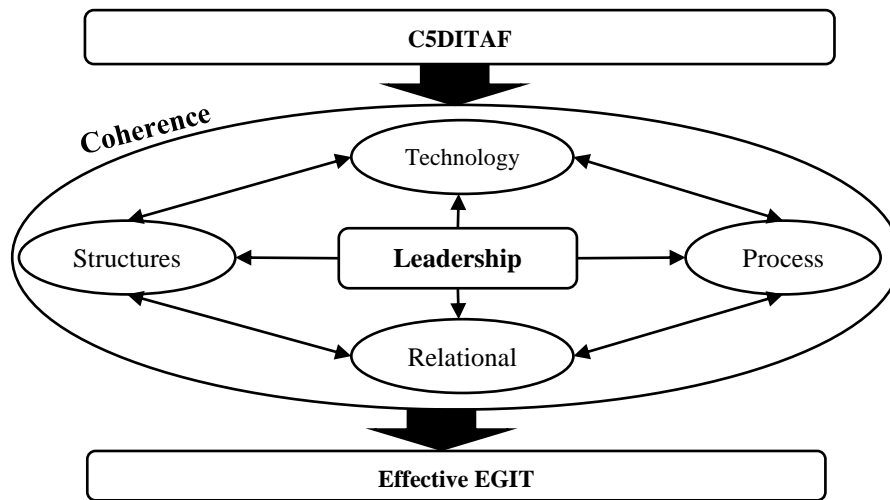 C5DITAF
Coherence
Technology
Structures
Leadership
Process
Relational
Effective EGIT